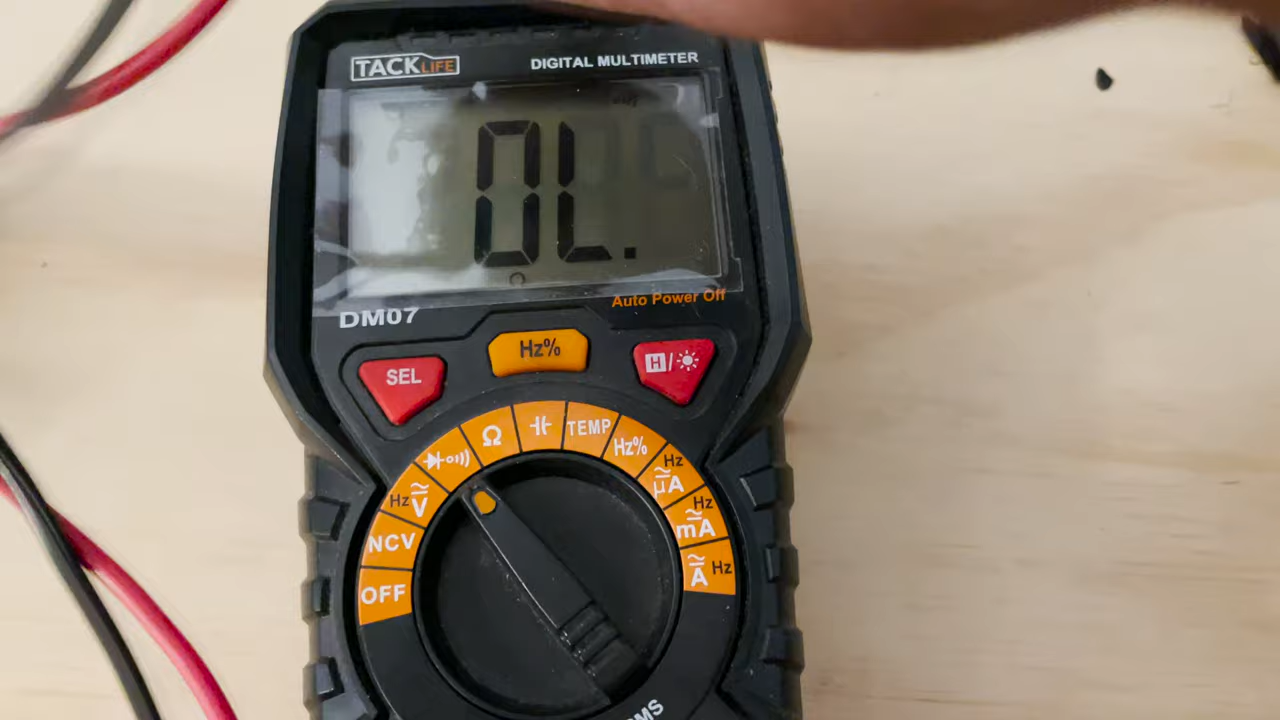 TACKLIFE
DIGITAL MULTIMETER
0L.
Auto Power Off
DM07
SEL
Hz%
H/
Ω
TEMP
Hz%
Hz
µA
Hz
mA
Hz
A
Hz
V
NCV
OFF